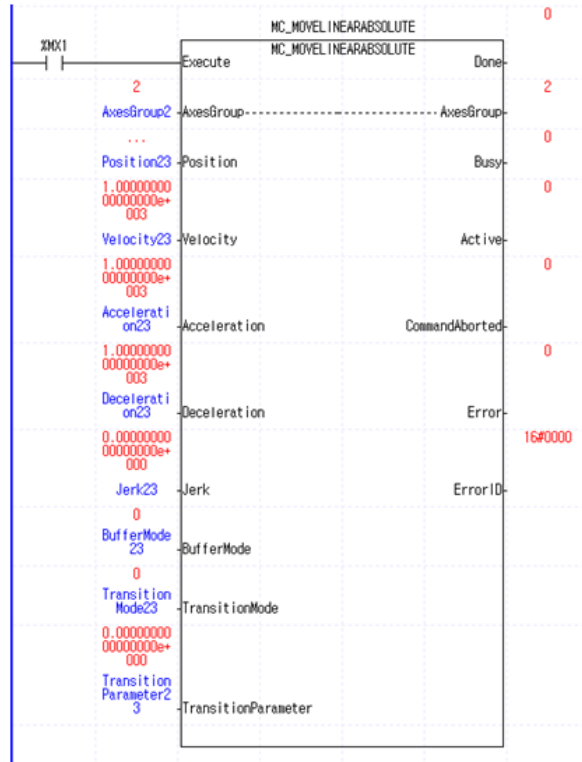 0
MC_MOVELINEARABSOLUTE
%MX1
MC_MOVELINEARABSOLUTE
Execute
Done
2
2
AxesGroup2
AxesGroup
AxesGroup
...
0
Position23
Position
Busy
1.00000000
00000000e+
003
0
Velocity23
Velocity
Active
1.00000000
00000000e+
003
0
Accelerati
on23
Acceleration
CommandAborted
1.00000000
00000000e+
003
0
Decelerati
on23
Deceleration
Error
0.00000000
00000000e+
000
16#0000
Jerk23
Jerk
ErrorID
0
BufferMode
23
BufferMode
0
Transition
Mode23
TransitionMode
0.00000000
00000000e+
000
Transition
Parameter2
3
TransitionParameter